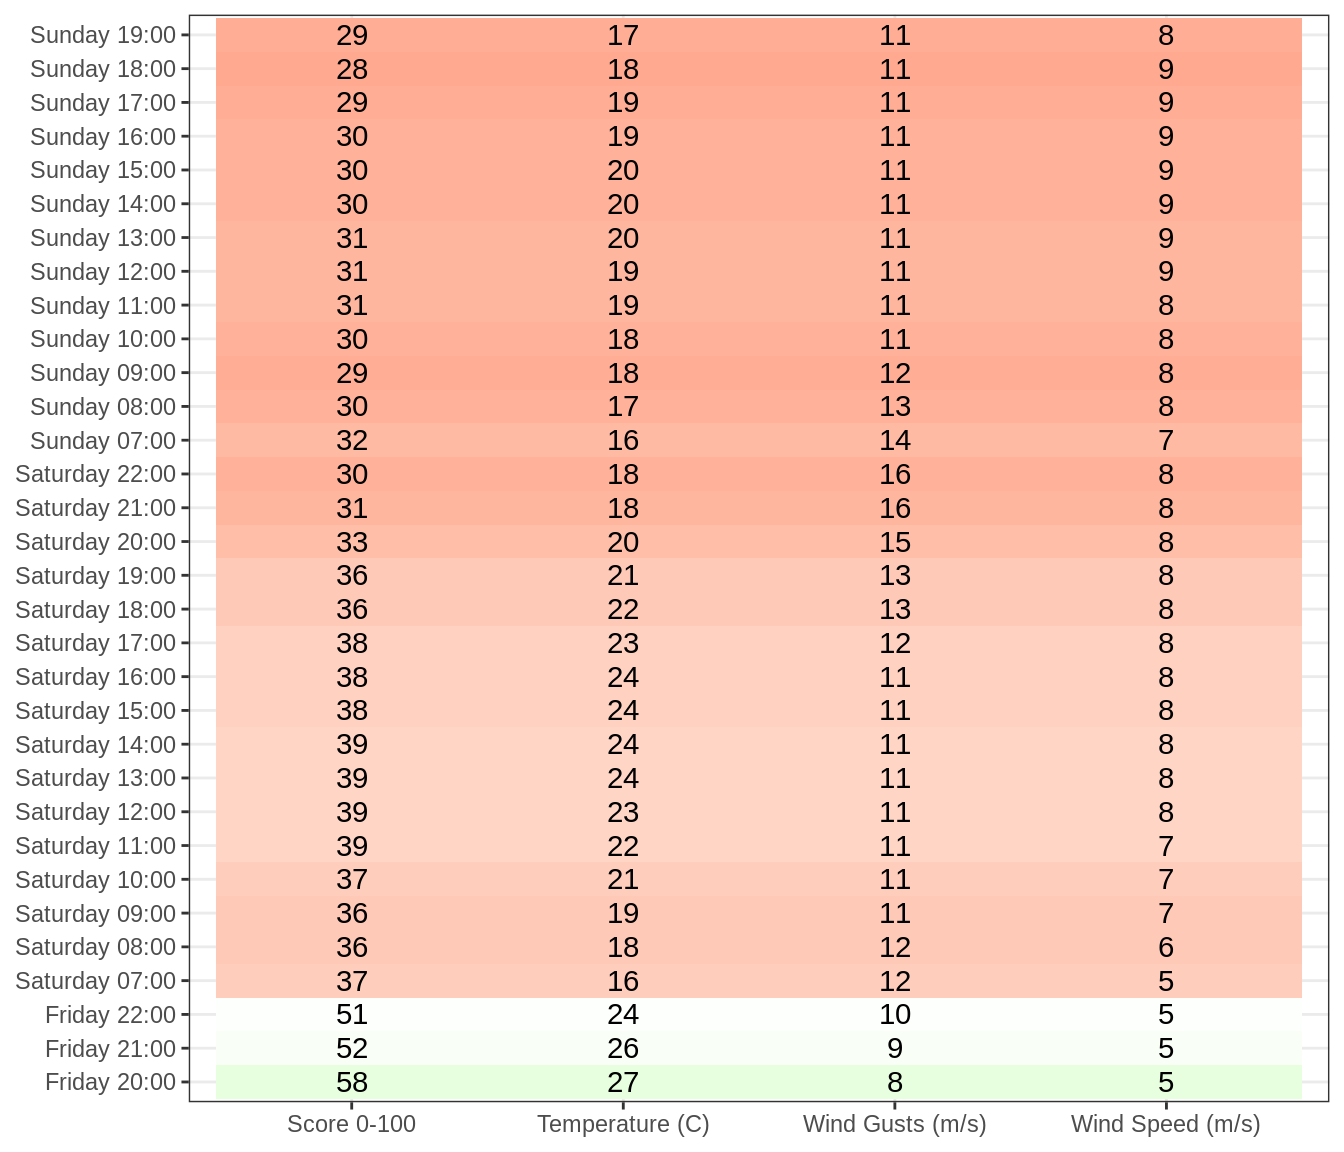 Sunday 19:00 29 17 11 8
Sunday 18:00 28 18 11 9
Sunday 17:00 29 19 11 9
Sunday 16:00 30 19 11 9
Sunday 15:00 30 20 11 9
Sunday 14:00 30 20 11 9
Sunday 13:00 31 20 11 9
Sunday 12:00 31 19 11 9
Sunday 11:00 31 19 11 8
Sunday 10:00 30 18 11 8
Sunday 09:00 29 18 12 8
Sunday 08:00 30 17 13 8
Sunday 07:00 32 16 14 7
Saturday 22:00 30 18 16 8
Saturday 21:00 31 18 16 8
Saturday 20:00 33 20 15 8
Saturday 19:00 36 21 13 8
Saturday 18:00 36 22 13 8
Saturday 17:00 38 23 12 8
Saturday 16:00 38 24 11 8
Saturday 15:00 38 24 11 8
Saturday 14:00 39 24 11 8
Saturday 13:00 39 24 11 8
Saturday 12:00 39 23 11 8
Saturday 11:00 39 22 11 7
Saturday 10:00 37 21 11 7
Saturday 09:00 36 19 11 7
Saturday 08:00 36 18 12 6
Saturday 07:00 37 16 12 5
Friday 22:00 51 24 10 5
Friday 21:00 52 26 9 5
Friday 20:00 58 27 8 5
Score 0-100 Temperature (C) Wind Gusts (m/s) Wind Speed (m/s)